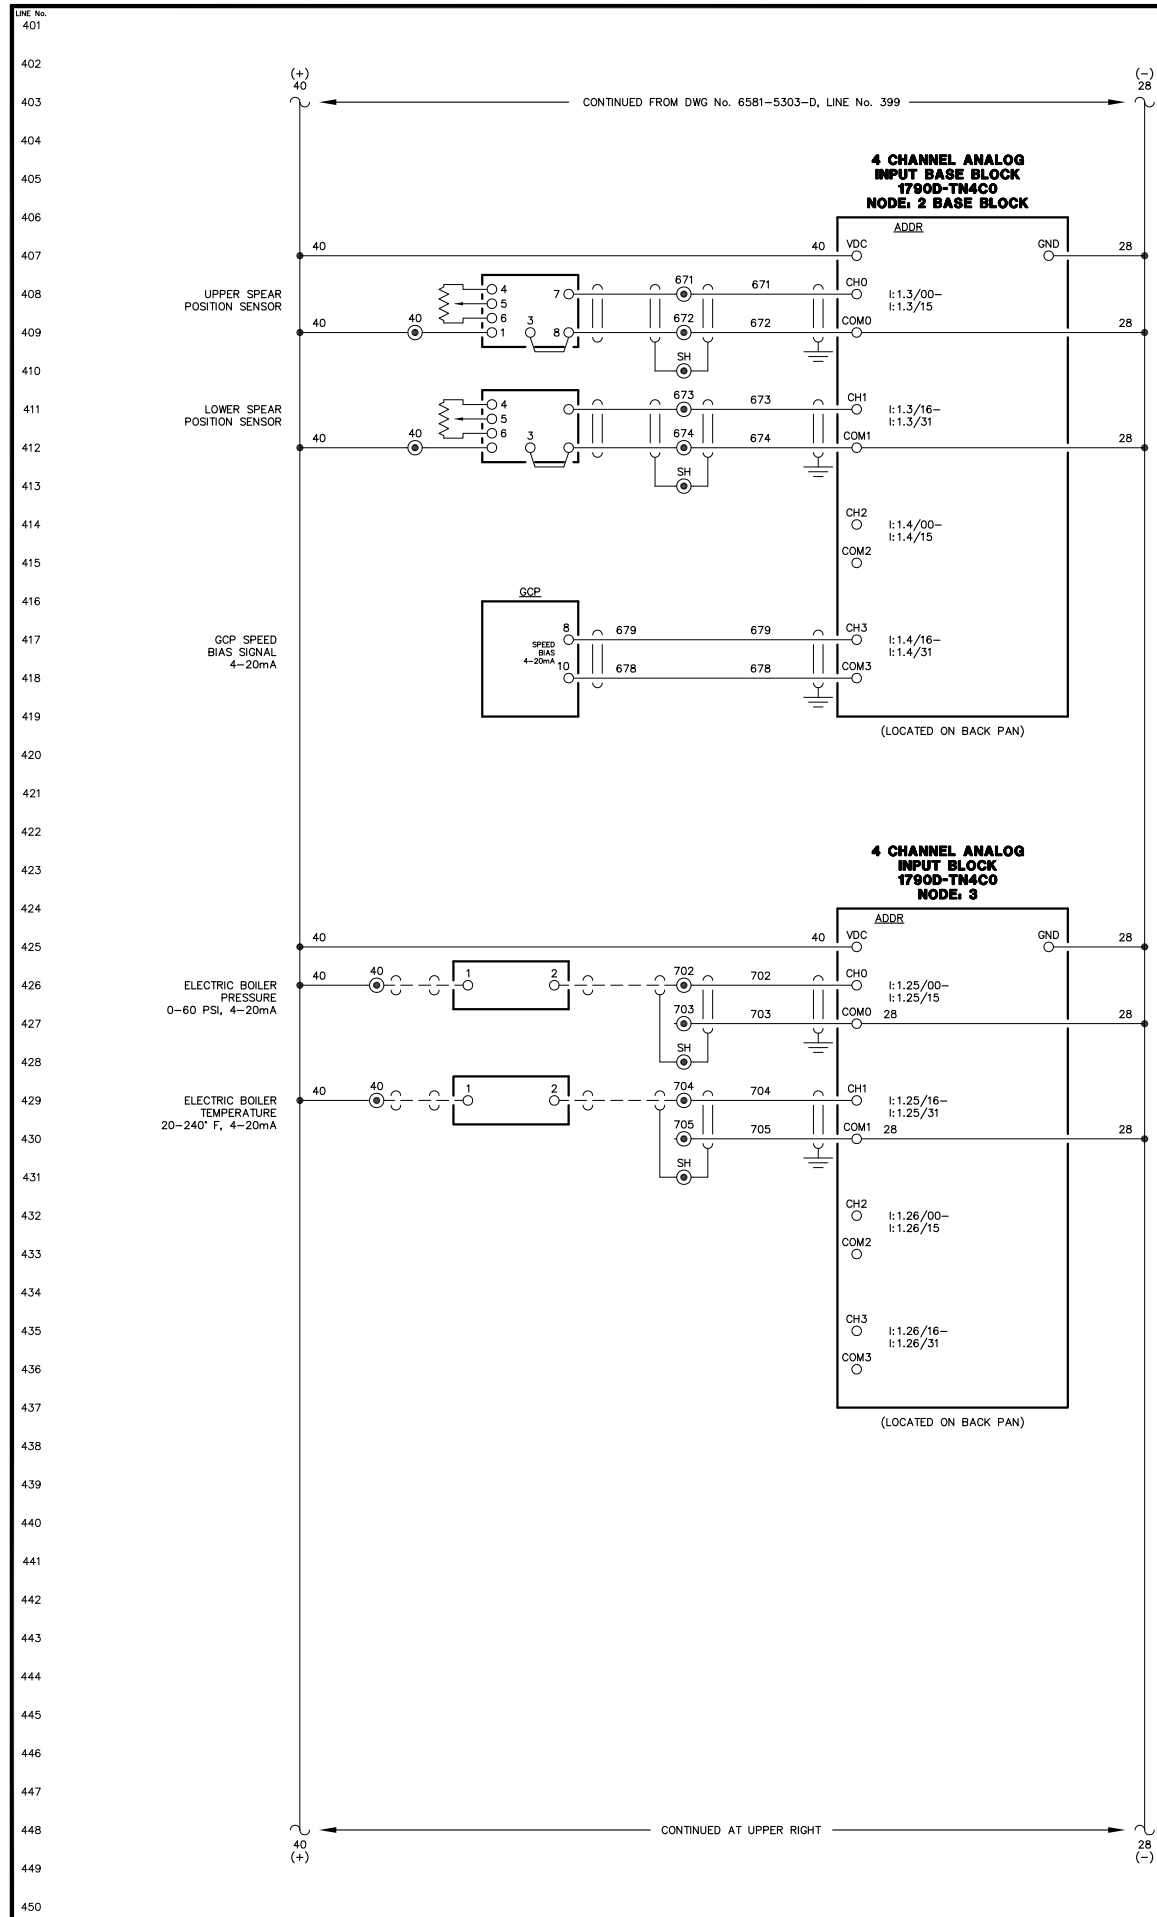 LINE No.
401
402
(+)
40
(-)
28
403
CONTINUED FROM DWG No. 6581-5303-D, LINE No. 399
404
405
4 CHANNEL ANALOG
INPUT BASE BLOCK
1790D-TN4C0
NODE: 2 BASE BLOCK
406
ADDR
407
40
40
VDC
GND
28
408
UPPER SPEAR
POSITION SENSOR
4
5
6
7
671
671
CH0
I:1.3/00-
I:1.3/15
409
40
40
1
3
8
672
672
COM0
28
410
SH
411
LOWER SPEAR
POSITION SENSOR
4
5
6
673
673
CH1
I:1.3/16-
I:1.3/31
412
40
40
3
674
674
COM1
28
413
SH
414
CH2
I:1.4/00-
I:1.4/15
415
COM2
416
GCP
417
GCP SPEED
BIAS SIGNAL
4-20mA
SPEED
BIAS
4-20mA
8
679
679
CH3
I:1.4/16-
I:1.4/31
418
10
678
678
COM3
419
(LOCATED ON BACK PAN)
420
421
422
423
4 CHANNEL ANALOG
INPUT BLOCK
1790D-TN4C0
NODE: 3
424
ADDR
425
40
40
VDC
GND
28
426
ELECTRIC BOILER
PRESSURE
0-60 PSI, 4-20mA
40
40
1
2
702
702
CH0
I:1.25/00-
I:1.25/15
427
703
703
COM0
28
28
428
SH
429
ELECTRIC BOILER
TEMPERATURE
20-240° F, 4-20mA
40
40
1
2
704
704
CH1
I:1.25/16-
I:1.25/31
430
705
705
COM1
28
28
431
SH
432
CH2
I:1.26/00-
I:1.26/15
433
COM2
434
435
CH3
I:1.26/16-
I:1.26/31
436
COM3
437
(LOCATED ON BACK PAN)
438
439
440
441
442
443
444
445
446
447
448
CONTINUED AT UPPER RIGHT
40
(+)
28
(-)
449
450